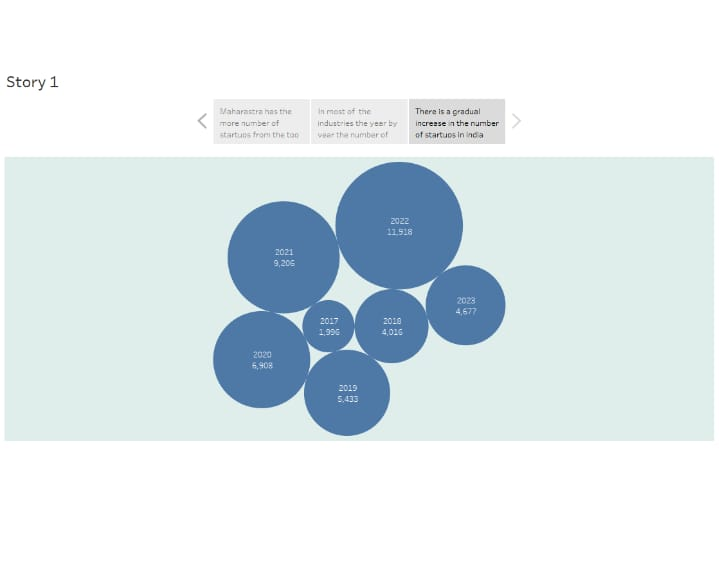 Story 1
Maharastra has the
more number of
startups from the top
In most of the
industries the year by
year the number of
There is a gradual
increase in the number
of startups in india
2022
11,918
2021
9,206
2023
4,677
2017
1,996
2018
4,016
2020
6,908
2019
5,433